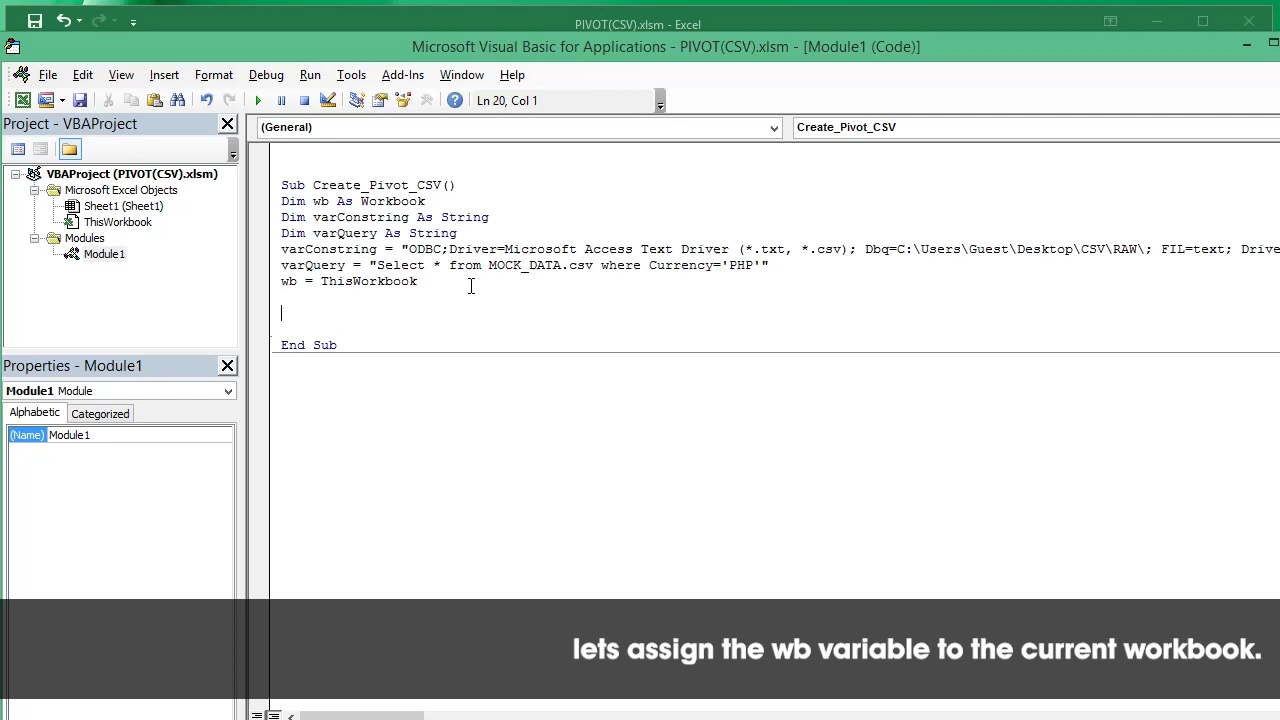 PIVOT(CSV).xlsm - Excel
Microsoft Visual Basic for Applications - PIVOT(CSV).xlsm - [Module1 (Code)]
File Edit View Insert Format Debug Run Tools Add-Ins Window Help
Ln 20, Col 1
Project - VBAProject
(General)
Create_Pivot_CSV
VBAProject (PIVOT(CSV).xlsm)
Microsoft Excel Objects
Sheet1 (Sheet1)
ThisWorkbook
Modules
Module1
Sub Create_Pivot_CSV()
Dim wb As Workbook
Dim varConstring As String
Dim varQuery As String
varConstring = "ODBC;Driver=Microsoft Access Text Driver (*.txt, *.csv); Dbq=C:\Users\Guest\Desktop\CSV\RAW\; FIL=text; Drive
varQuery = "Select * from MOCK_DATA.csv where Currency='PHP'"
wb = ThisWorkbook
End Sub
Properties - Module1
Module1 Module
Alphabetic Categorized
(Name) Module1
lets assign the wb variable to the current workbook.